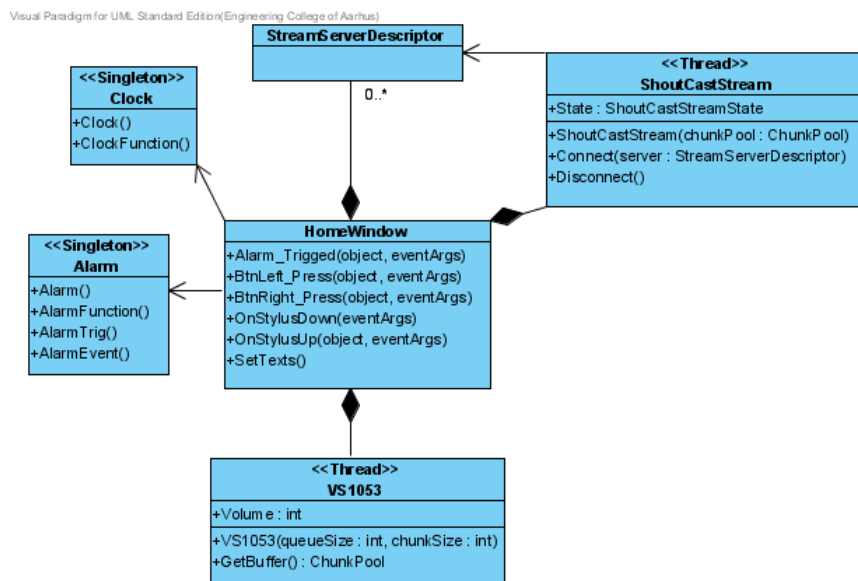 Visual Paradigm for UML Standard Edition(Engineering College of Aarhus)
StreamServerDescriptor
0..*
<<Thread>>
ShoutCastStream
+State : ShoutCastStreamState
+ShoutCastStream(chunkPool : ChunkPool)
+Connect(server : StreamServerDescriptor)
+Disconnect()
<<Singleton>>
Clock
+Clock()
+ClockFunction()
<<Singleton>>
Alarm
+Alarm()
+AlarmFunction()
+AlarmTrig()
+AlarmEvent()
HomeWindow
+Alarm_Trigged(object, eventArgs)
+BtnLeft_Press(object, eventArgs)
+BtnRight_Press(object, eventArgs)
+OnStylusDown(eventArgs)
+OnStylusUp(object, eventArgs)
+SetTexts()
<<Thread>>
VS1053
+Volume : int
+VS1053(queueSize : int, chunkSize : int)
+GetBuffer() : ChunkPool